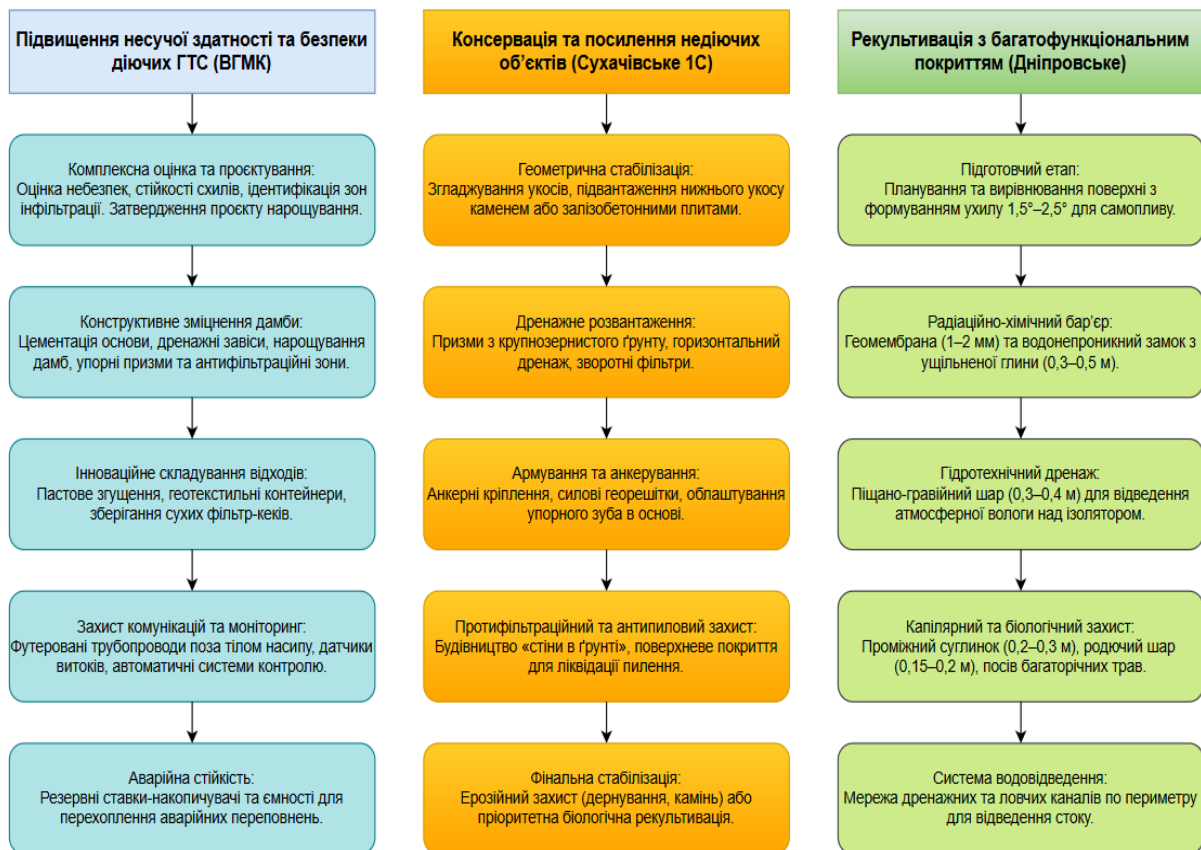 Підвищення несучої здатності та безпеки
діючих ГТС (ВГМК)
Комплексна оцінка та проєктування:
Оцінка небезпек, стійкості схилів, ідентифікація зон
інфільтрації. Затвердження проєкту нарощування.
Конструктивне зміцнення дамби:
Цементація основи, дренажні завіси, нарощування
дамб, упорні призми та антифільтраційні зони.
Інноваційне складування відходів:
Пастове згущення, геотекстильні контейнери,
зберігання сухих фільтр-кеків.
Захист комунікацій та моніторинг:
Футеровані трубопроводи поза тілом насипу, датчики
витоків, автоматичні системи контролю.
Аварійна стійкість:
Резервні ставки-накопичувачі та ємності для
перехоплення аварійних переповнень.
Консервація та посилення недіючих
об’єктів (Сухачівське 1С)
Геометрична стабілізація:
Згладжування укосів, підвантаження нижнього укосу
каменем або залізобетонними плитами.
Дренажне розвантаження:
Призми з крупнозернистого ґрунту, горизонтальний
дренаж, зворотні фільтри.
Армування та анкерування:
Анкерні кріплення, силові георешітки, облаштування
упорного зуба в основі.
Протифільтраційний та антипиловий захист:
Будівництво «стіни в ґрунті», поверхневе покриття
для ліквідації пилення.
Фінальна стабілізація:
Ерозійний захист (дернування, камінь) або
пріоритетна біологічна рекультивація.
Рекультивація з багатофункціональним
покриттям (Дніпровське)
Підготовчий етап:
Планування та вирівнювання поверхні з
формуванням ухилу 1,5°–2,5° для самопливу.
Радіаційно-хімічний бар’єр:
Геомембрана (1–2 мм) та водонепроникний замок з
ущільненої глини (0,3–0,5 м).
Гідротехнічний дренаж:
Піщано-гравійний шар (0,3–0,4 м) для відведення
атмосферної вологи над ізолятором.
Капілярний та біологічний захист:
Проміжний суглинок (0,2–0,3 м), родючий шар
(0,15–0,2 м), посів багаторічних трав.
Система водовідведення:
Мережа дренажних та ловчих каналів по периметру
для відведення стоку.